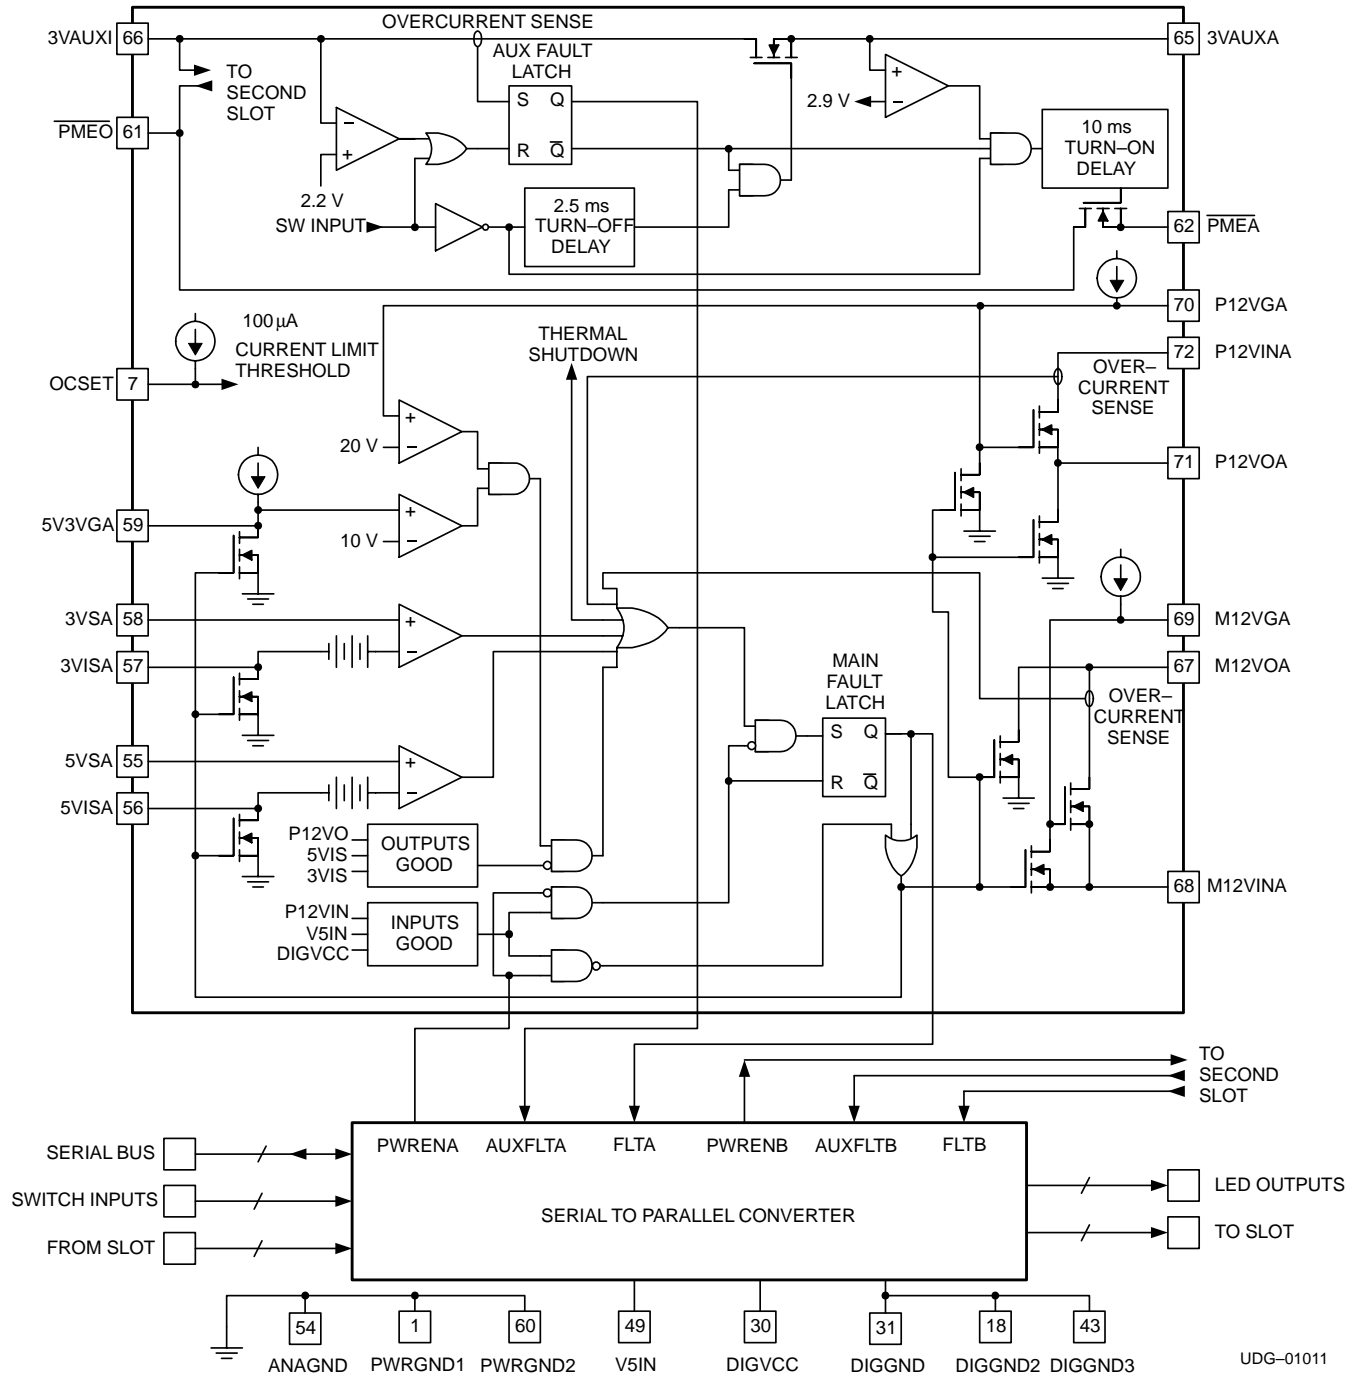 OVERCURRENT SENSE
3VAUXI 66
65 3VAUXA
AUX FAULT
LATCH
TO
SECOND
SLOT
S Q
R Q̅
+
−
2.9 V
P̅M̅E̅O̅ 61
−
+
2.2 V
10 ms
TURN–ON
DELAY
SW INPUT
2.5 ms
TURN–OFF
DELAY
62 P̅M̅E̅A̅
100 µA
CURRENT LIMIT
THRESHOLD
OCSET 7
THERMAL
SHUTDOWN
70 P12VGA
72 P12VINA
OVER–
CURRENT
SENSE
71 P12VOA
+
20 V −
+
10 V −
5V3VGA 59
3VSA 58
+
−
3VISA 57
69 M12VGA
67 M12VOA
OVER–
CURRENT
SENSE
MAIN
FAULT
LATCH
S Q
R Q̅
5VSA 55
+
−
5VISA 56
P12VO
5VIS
3VIS
OUTPUTS
GOOD
68 M12VINA
P12VIN
V5IN
DIGVCC
INPUTS
GOOD
TO
SECOND
SLOT
PWRENA AUXFLTA FLTA PWRENB AUXFLTB FLTB
SERIAL BUS
SWITCH INPUTS
FROM SLOT
SERIAL TO PARALLEL CONVERTER
LED OUTPUTS
TO SLOT
54 1 60 49 30 31 18 43
ANAGND PWRGND1 PWRGND2 V5IN DIGVCC DIGGND DIGGND2 DIGGND3
UDG–01011